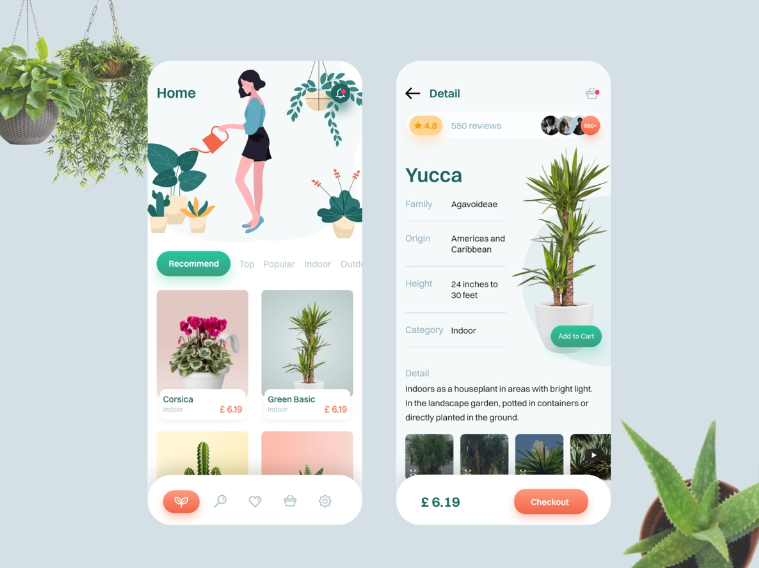 Home
Recommend
Top
Popular
Indoor
Outdo
Corsica
Indoor
£ 6.19
Green Basic
Indoor
£ 6.19
Detail
4.8
550 reviews
550+
Yucca
Family
Agavoideae
Origin
Americas and
Caribbean
Height
24 inches to
30 feet
Category
Indoor
Add to Cart
Detail
Indoors as a houseplant in areas with bright light.
In the landscape garden, potted in containers or
directly planted in the ground.
£ 6.19
Checkout